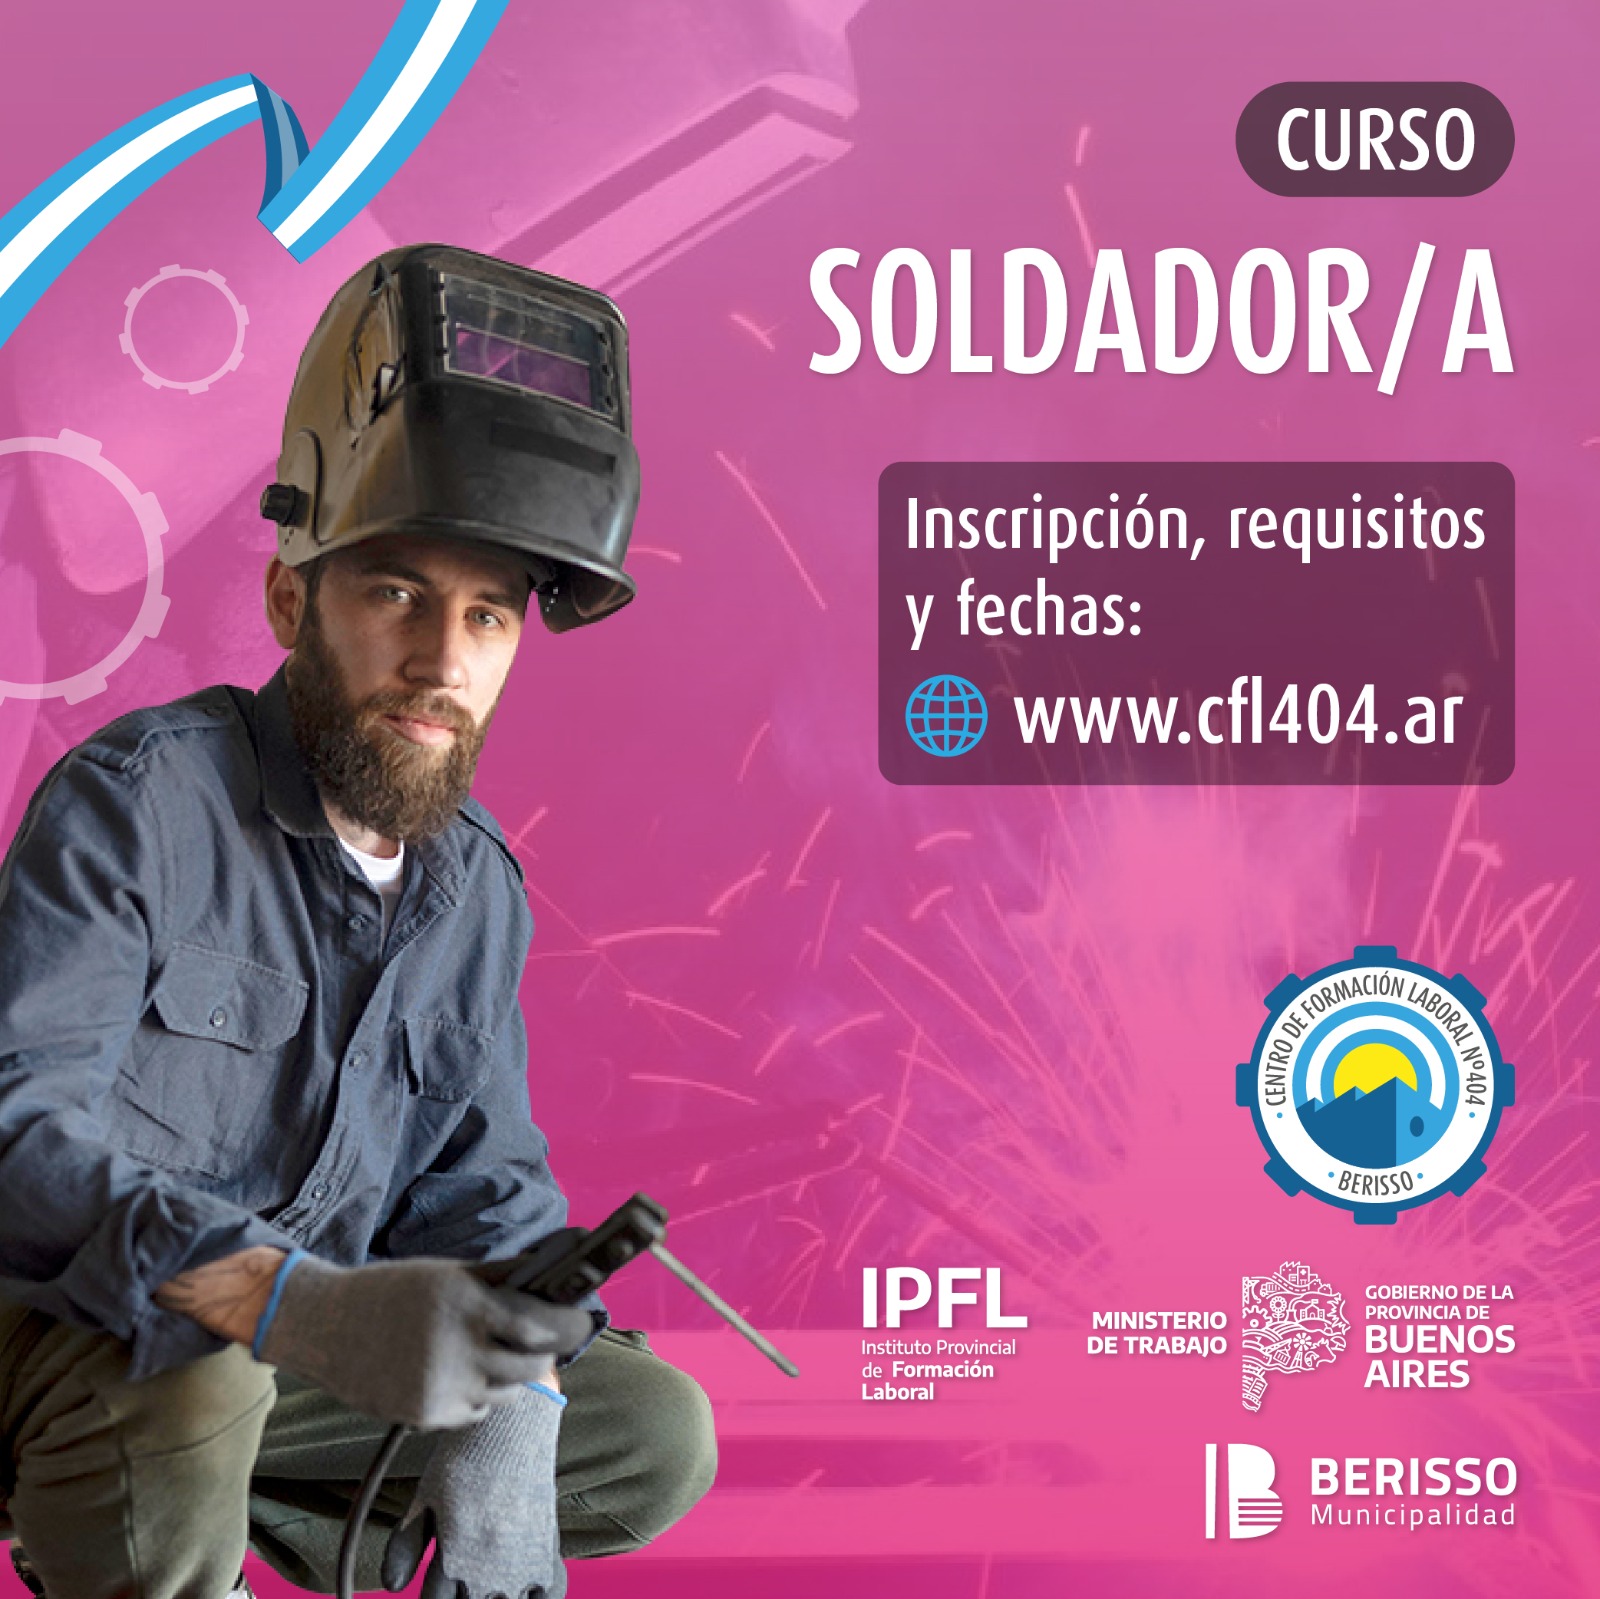 CURSO
SOLDADOR/A
Inscripción, requisitos
y fechas:
www.cfl404.ar
CENTRO DE FORMACIÓN LABORAL Nº404
BERISSO
IPFL
Instituto Provincial
de Formación
Laboral
MINISTERIO
DE TRABAJO
GOBIERNO DE LA
PROVINCIA DE
BUENOS
AIRES
BERISSO
Municipalidad